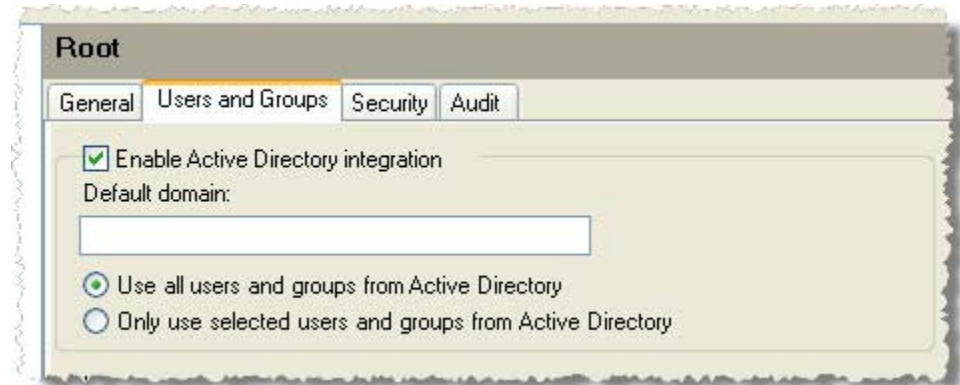 Root
General Users and Groups Security Audit
Enable Active Directory integration
Default domain:
Use all users and groups from Active Directory
Only use selected users and groups from Active Directory